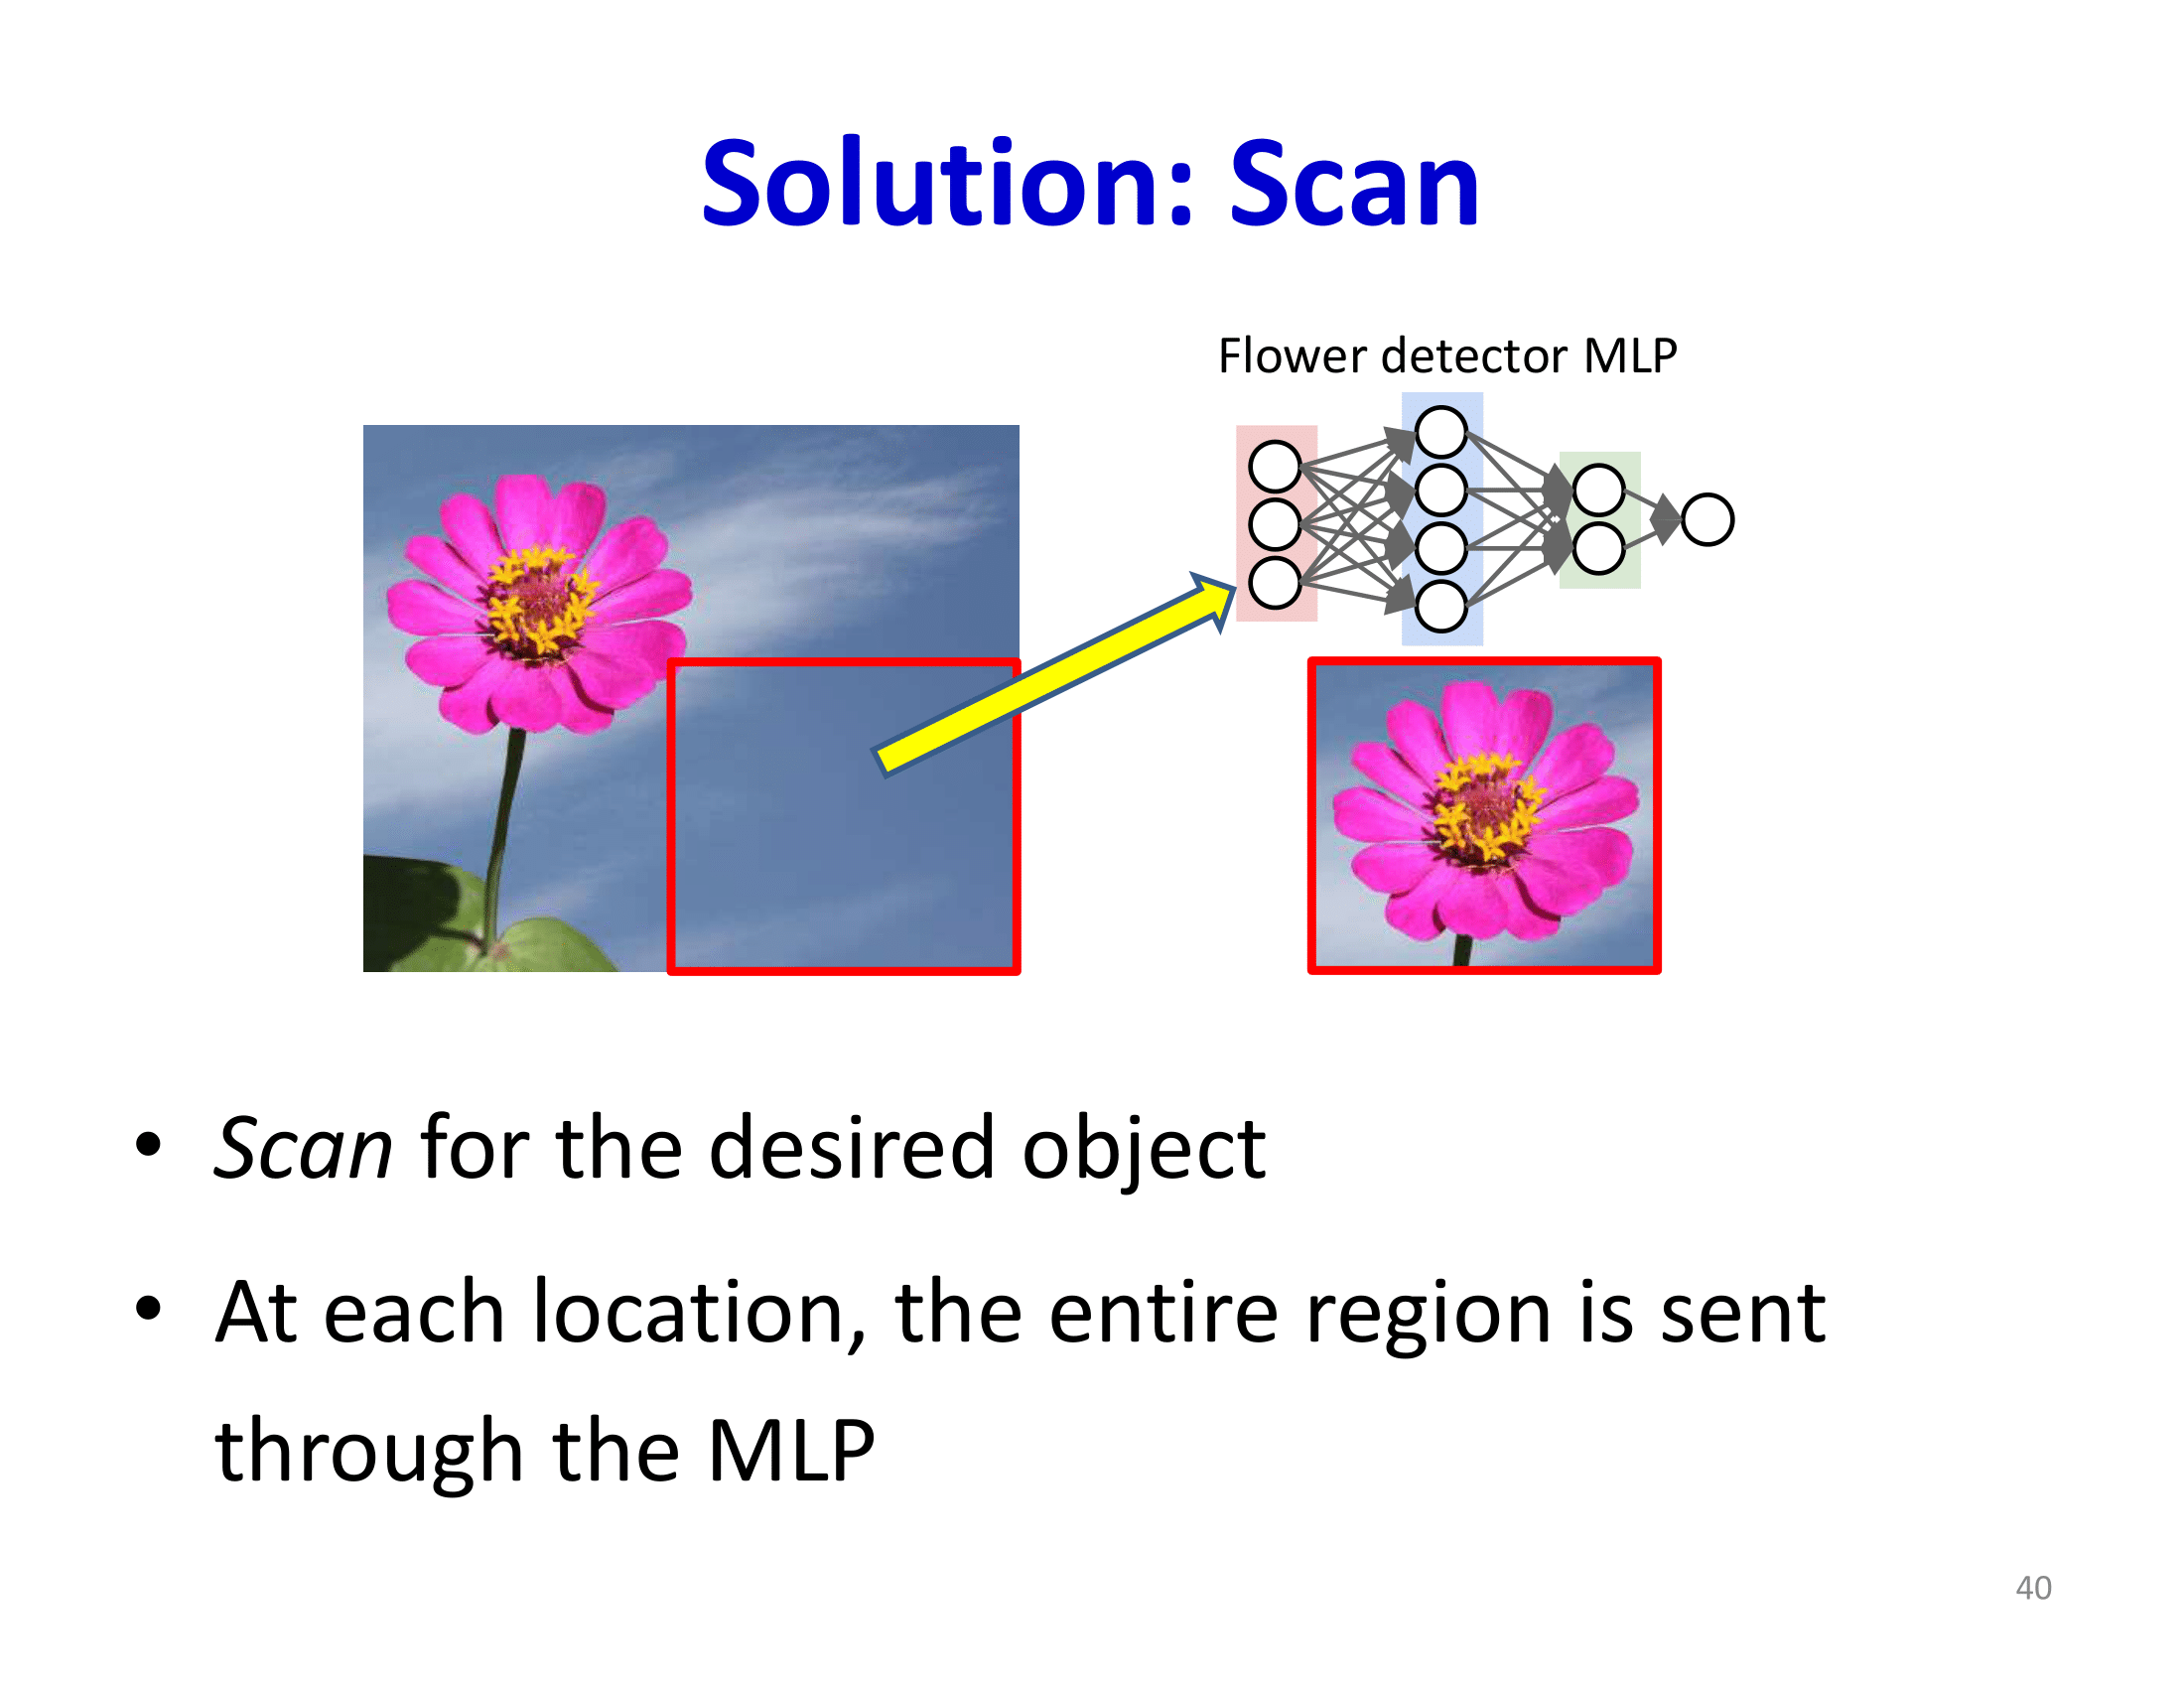 Solution: Scan
Flower detector MLP
• Scan for the desired object
• At each location, the entire region is sent
through the MLP
40